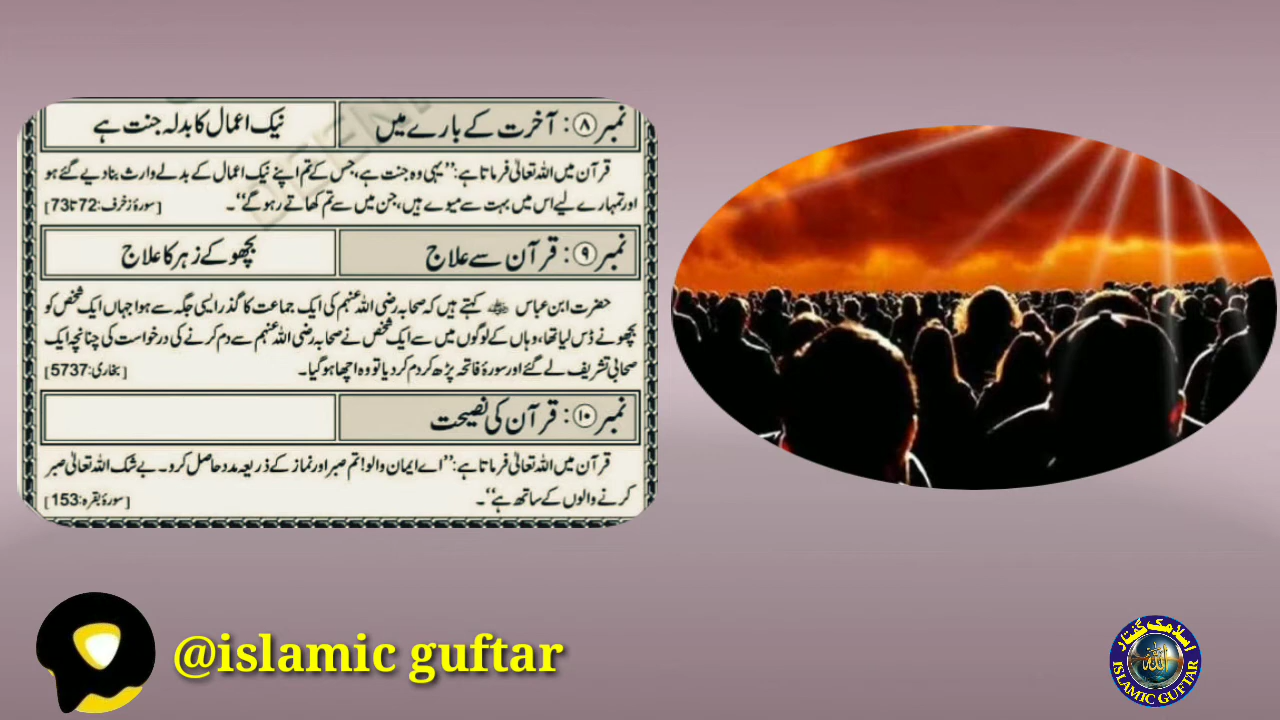 نمبر ⑧: آخرت کے بارے میں
نیک اعمال کا بدلہ جنت ہے
قرآن میں اللہ تعالیٰ فرماتا ہے: ’’یہی وہ جنت ہے، جس کے تم اپنے نیک اعمال کے بدلے وارث بنا دیے گئے ہو
اور تمہارے لیے اس میں بہت سے میوے ہیں، جن میں سے تم کھاتے رہو گے‘‘۔ [سورۂ زخرف: 72 تا 73]
نمبر ⑨: قرآن سے علاج
بچھو کے زہر کا علاج
حضرت ابن عباس ؓ کہتے ہیں کہ صحابہ رضی اللہ عنہم کی ایک جماعت کا گذر ایسی جگہ سے ہوا جہاں ایک شخص کو
بچھو نے ڈس لیا تھا، وہاں کے لوگوں میں سے ایک شخص نے صحابہ رضی اللہ عنہم سے دم کرنے کی درخواست کی چنانچہ ایک
صحابی تشریف لے گئے اور سورۂ فاتحہ پڑھ کر دم کر دیا تو وہ اچھا ہو گیا۔ [بخاری: 5737]
نمبر ⑩: قرآن کی نصیحت
قرآن میں اللہ تعالیٰ فرماتا ہے: ’’اے ایمان والو! تم صبر اور نماز کے ذریعہ مدد حاصل کرو۔ بے شک اللہ تعالیٰ صبر
کرنے والوں کے ساتھ ہے‘‘۔ [سورۂ بقرہ: 153]
@islamic guftar
اسلامک گفتار
الله
ISLAMIC GUFTAR